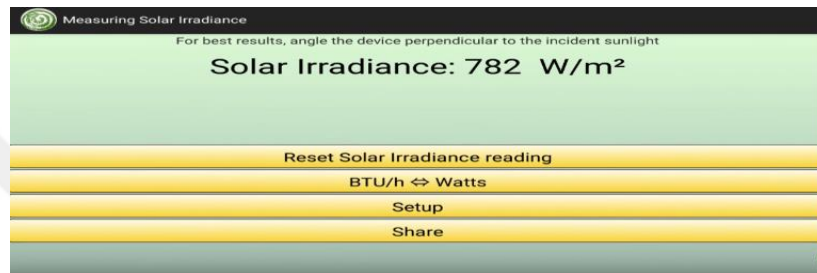 Measuring Solar Irradiance
For best results, angle the device perpendicular to the incident sunlight
Solar Irradiance: 782 W/m²
Reset Solar Irradiance reading
BTU/h ⇔ Watts
Setup
Share